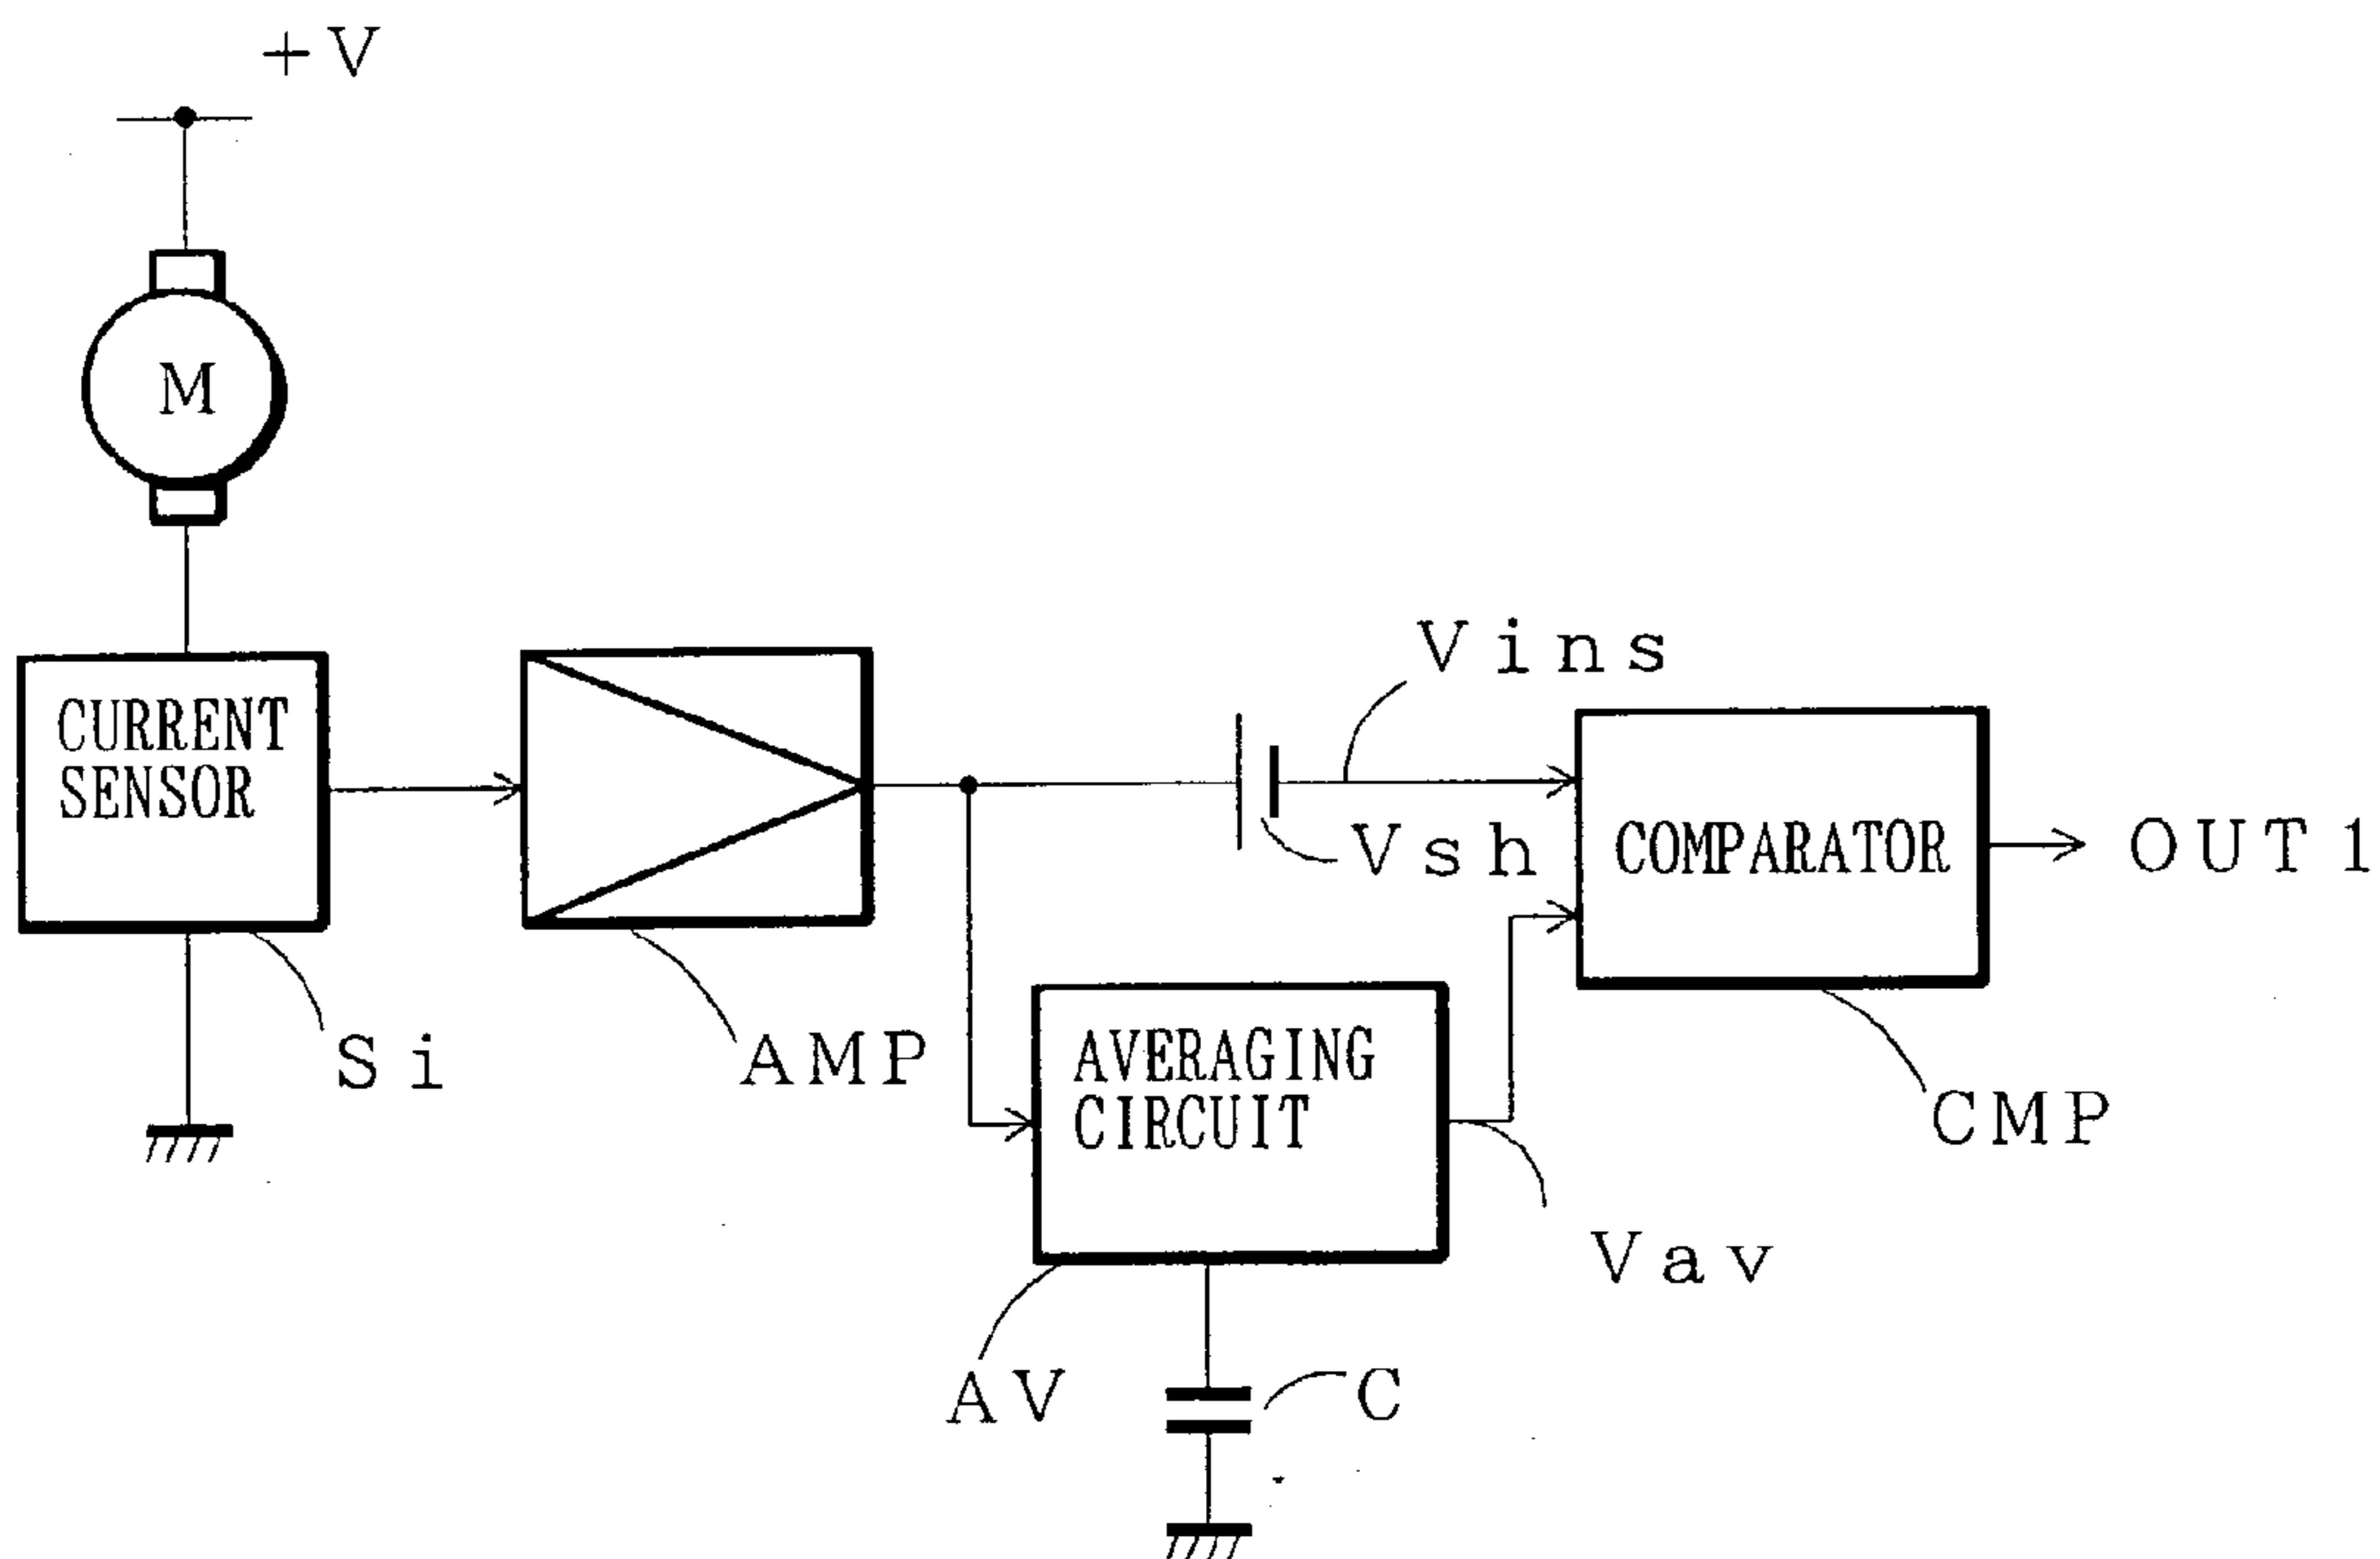 +V
M
CURRENT
SENSOR
Si
AMP
Vins
Vsh
COMPARATOR
OUT1
CMP
AVERAGING
CIRCUIT
Vav
AV
C